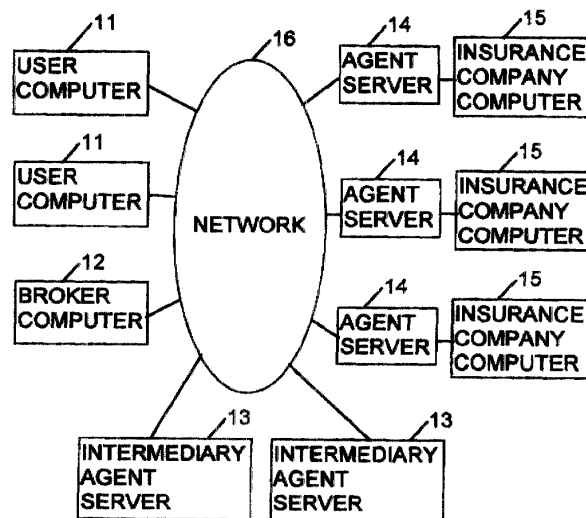 11
USER
COMPUTER
11
USER
COMPUTER
12
BROKER
COMPUTER
16
NETWORK
14
AGENT
SERVER
15
INSURANCE
COMPANY
COMPUTER
14
AGENT
SERVER
15
INSURANCE
COMPANY
COMPUTER
14
AGENT
SERVER
15
INSURANCE
COMPANY
COMPUTER
13
INTERMEDIARY
AGENT
SERVER
13
INTERMEDIARY
AGENT
SERVER